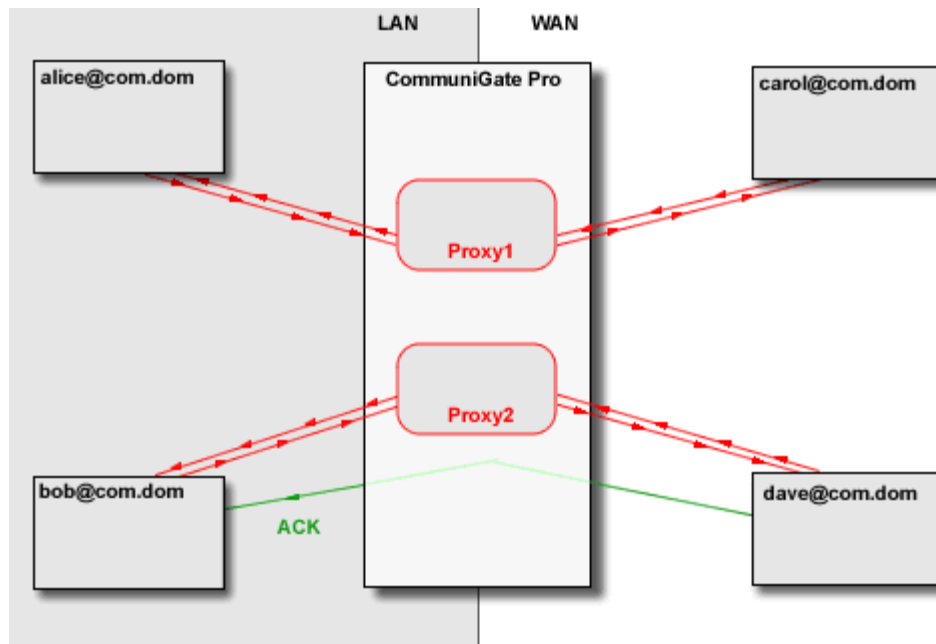 LAN
WAN
alice@com.dom
CommuniGate Pro
carol@com.dom
Proxy1
Proxy2
bob@com.dom
dave@com.dom
ACK